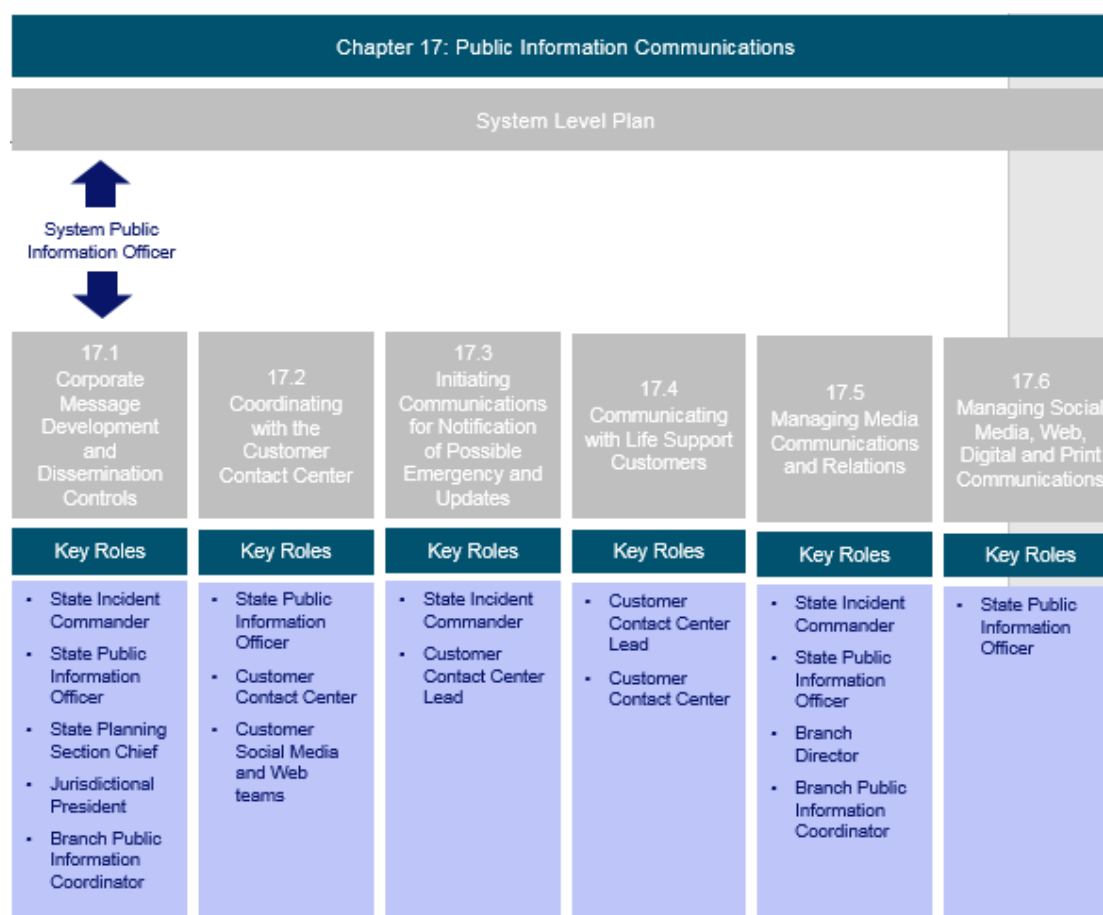 Chapter 17: Public Information Communications
System Level Plan
System Public
Information Officer
17.1
Corporate
Message
Development
and
Dissemination
Controls
17.2
Coordinating
with the
Customer
Contact Center
17.3
Initiating
Communications
for Notification
of Possible
Emergency and
Updates
17.4
Communicating
with Life Support
Customers
17.5
Managing Media
Communications
and Relations
17.6
Managing Social
Media, Web,
Digital and Print
Communications
Key Roles
Key Roles
Key Roles
Key Roles
Key Roles
Key Roles
▪ State Incident
Commander
▪ State Public
Information
Officer
▪ State Planning
Section Chief
▪ Jurisdictional
President
▪ Branch Public
Information
Coordinator
▪ State Public
Information
Officer
▪ Customer
Contact Center
▪ Customer
Social Media
and Web
teams
▪ State Incident
Commander
▪ Customer
Contact Center
Lead
▪ Customer
Contact Center
Lead
▪ Customer
Contact Center
▪ State Incident
Commander
▪ State Public
Information
Officer
▪ Branch
Director
▪ Branch Public
Information
Coordinator
▪ State Public
Information
Officer